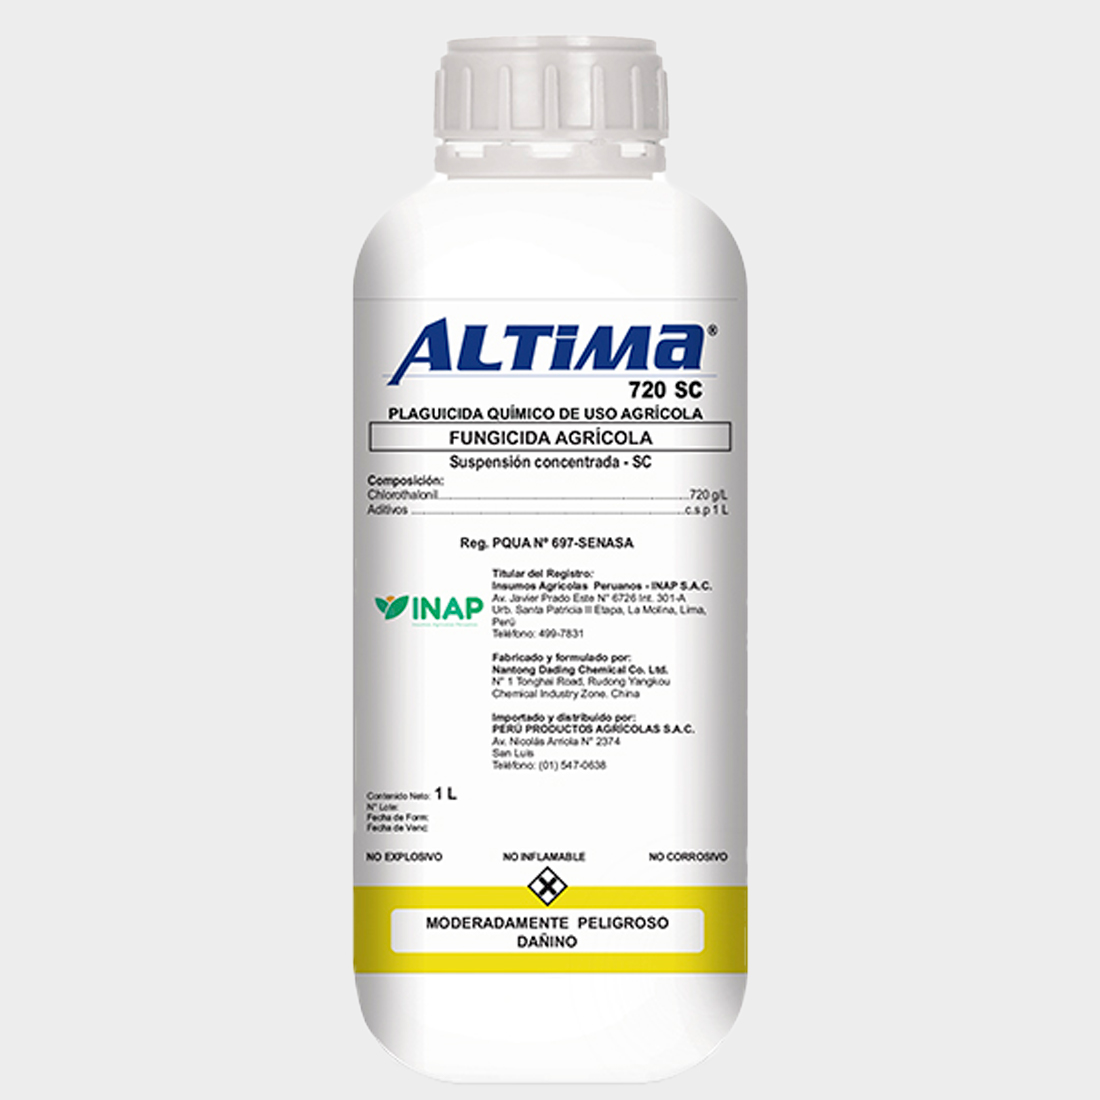 ALTIMA®
720 SC
PLAGUICIDA QUÍMICO DE USO AGRÍCOLA
FUNGICIDA AGRÍCOLA
Suspensión concentrada - SC
Composición:
Chlorothalonil..........720 g/L
Aditivos..........c.s.p 1 L
Reg. PQUA Nº 697-SENASA
Titular del Registro:
Insumos Agrícolas Peruanos - INAP S.A.C.
Av. Javier Prado Este N° 6726 Int. 301-A
Urb. Santa Patricia II Etapa, La Molina, Lima,
Perú
Teléfono: 499-7831
INAP
Insumos Agrícolas Peruanos
Fabricado y formulado por:
Nantong Dading Chemical Co. Ltd.
N° 1 Tonghai Road, Rudong Yangkou
Chemical Industry Zone. China
Importado y distribuido por:
PERÚ PRODUCTOS AGRÍCOLAS S.A.C.
Av. Nicolás Arriola N° 2374
San Luis
Teléfono: (01) 547-0638
Contenido Neto: 1 L
N° Lote:
Fecha de Form:
Fecha de Venc:
NO EXPLOSIVO NO INFLAMABLE NO CORROSIVO
MODERADAMENTE PELIGROSO
DAÑINO